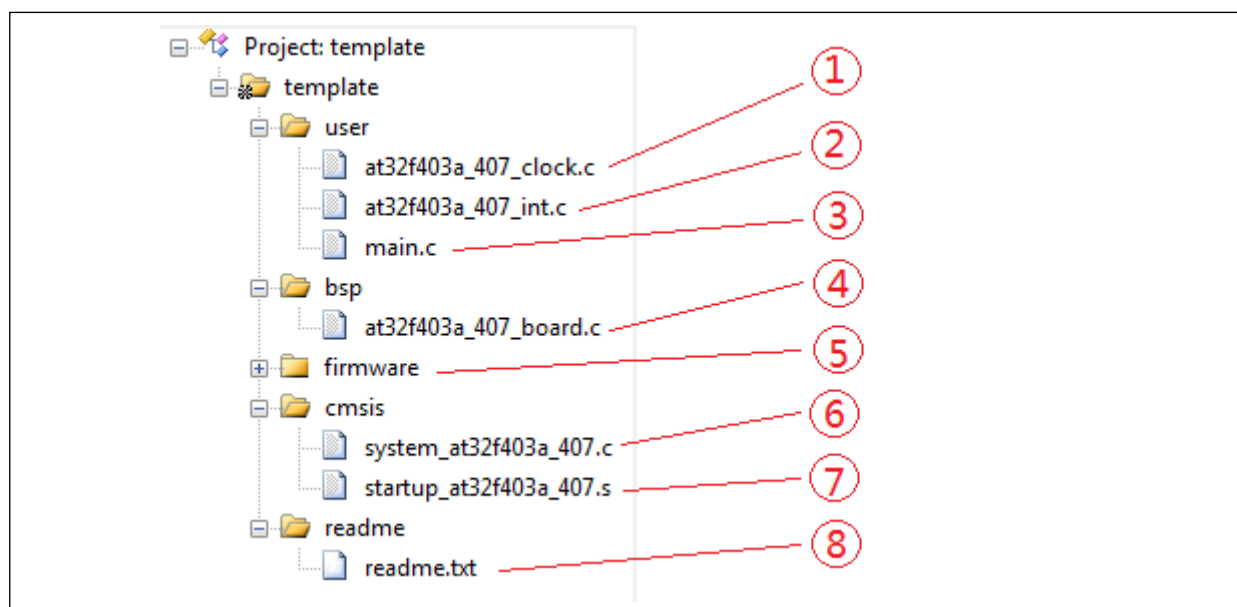 Project: template
template
user
at32f403a_407_clock.c ①
at32f403a_407_int.c ②
main.c ③
bsp
at32f403a_407_board.c ④
firmware ⑤
cmsis
system_at32f403a_407.c ⑥
startup_at32f403a_407.s ⑦
readme
readme.txt ⑧